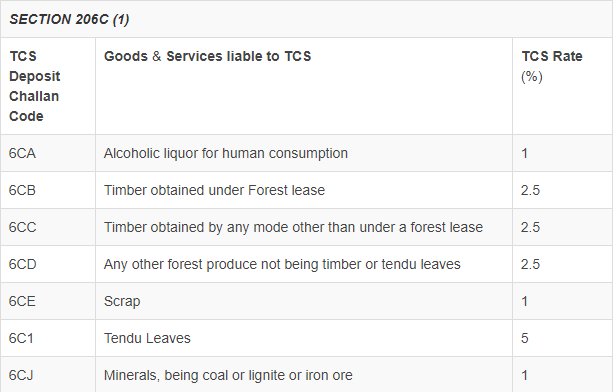 SECTION 206C (1)
TCS Deposit Challan Code Goods & Services liable to TCS TCS Rate (%)
6CA Alcoholic liquor for human consumption 1
6CB Timber obtained under Forest lease 2.5
6CC Timber obtained by any mode other than under a forest lease 2.5
6CD Any other forest produce not being timber or tendu leaves 2.5
6CE Scrap 1
6C1 Tendu Leaves 5
6CJ Minerals, being coal or lignite or iron ore 1